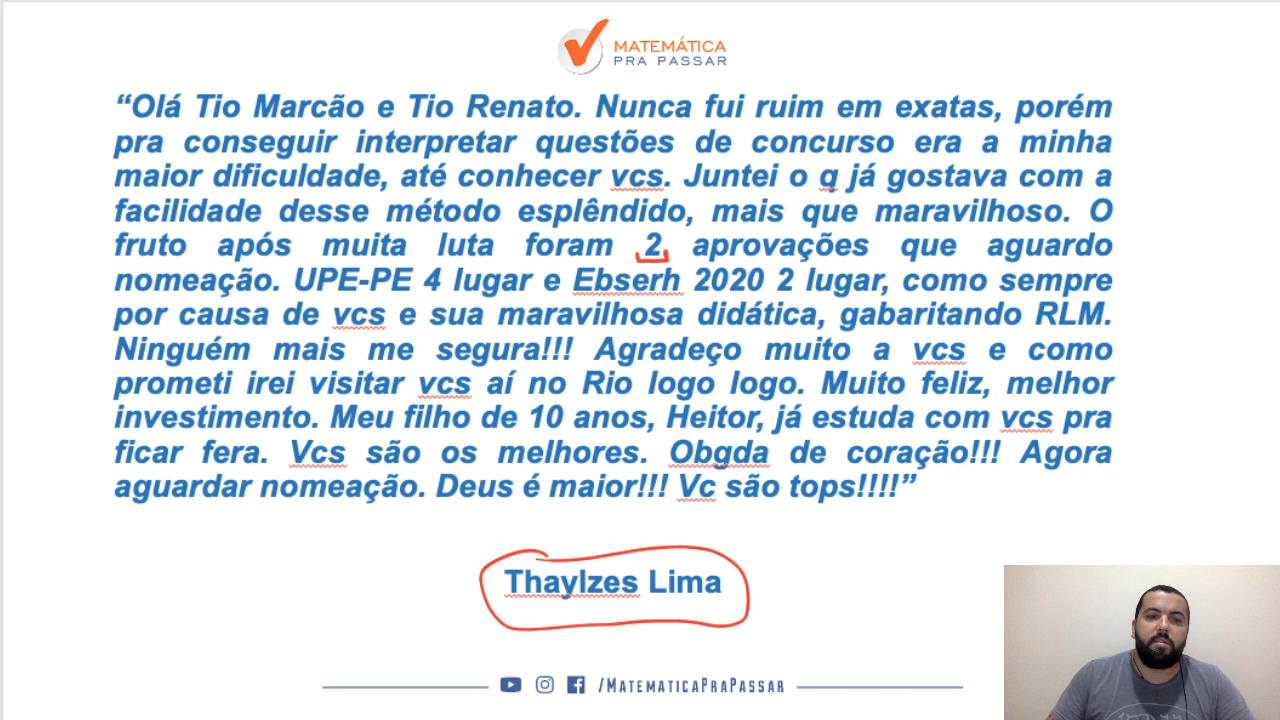 MATEMÁTICA
PRA PASSAR
“Olá Tio Marcão e Tio Renato. Nunca fui ruim em exatas, porém
pra conseguir interpretar questões de concurso era a minha
maior dificuldade, até conhecer vcs. Juntei o q já gostava com a
facilidade desse método esplêndido, mais que maravilhoso. O
fruto após muita luta foram 2 aprovações que aguardo
nomeação. UPE-PE 4 lugar e Ebserh 2020 2 lugar, como sempre
por causa de vcs e sua maravilhosa didática, gabaritando RLM.
Ninguém mais me segura!!! Agradeço muito a vcs e como
prometi irei visitar vcs aí no Rio logo logo. Muito feliz, melhor
investimento. Meu filho de 10 anos, Heitor, já estuda com vcs pra
ficar fera. Vcs são os melhores. Obgda de coração!!! Agora
aguardar nomeação. Deus é maior!!! Vc são tops!!!!”
Thaylzes Lima
/MATEMATICAPRAPASSAR